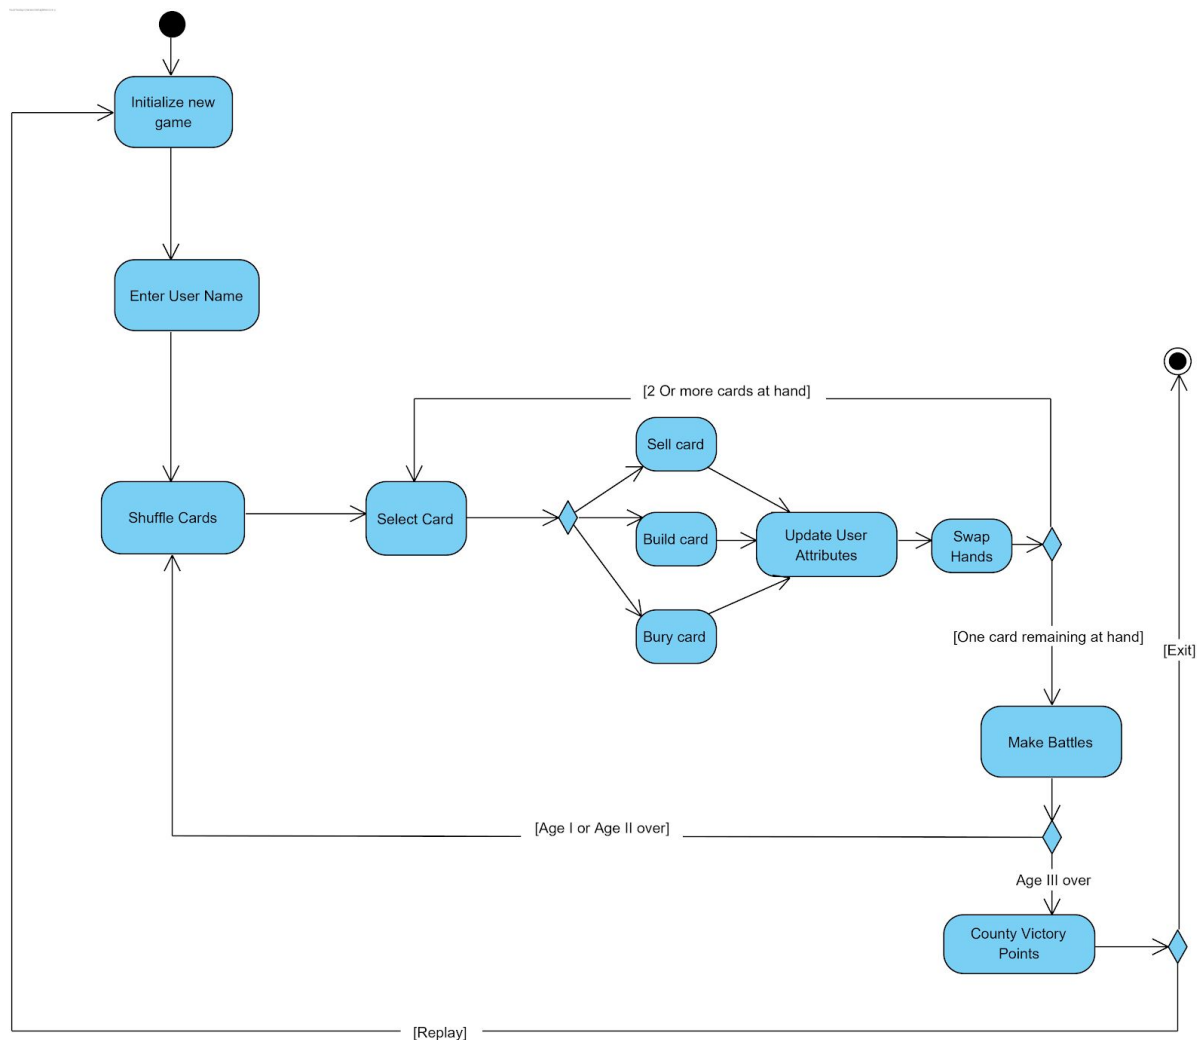 Initialize new
game
Enter User Name
[2 Or more cards at hand]
Sell card
Shuffle Cards
Select Card
Build card
Update User
Attributes
Swap
Hands
Bury card
[One card remaining at hand]
[Exit]
Make Battles
[Age I or Age II over]
Age III over
County Victory
Points
[Replay]